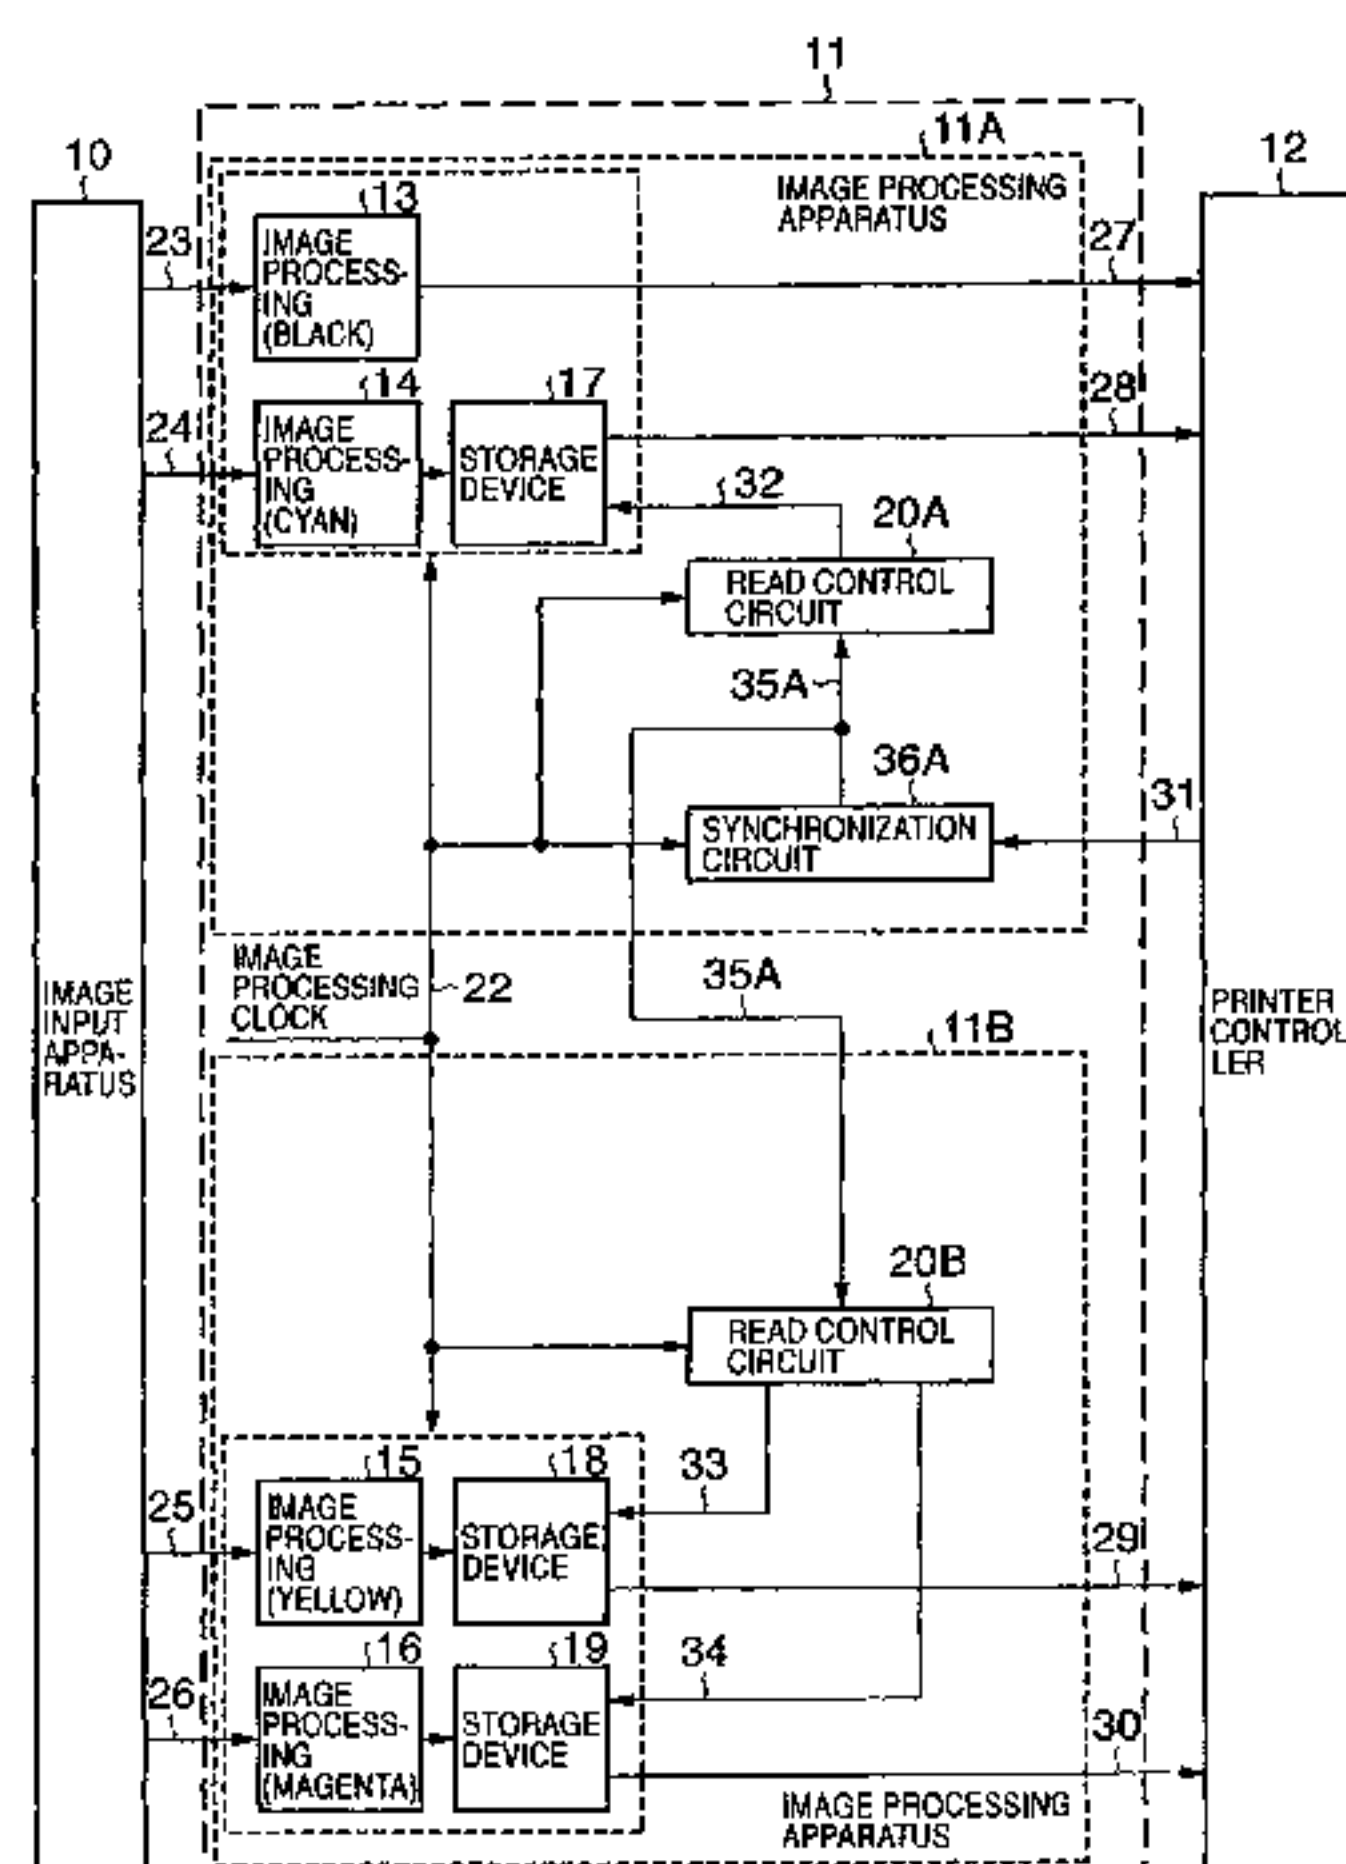 11
11A
10
12
IMAGE PROCESSING
APPARATUS
13
23
IMAGE
PROCESS-
ING
(BLACK)
27
14
17
28
24
IMAGE
PROCESS-
ING
(CYAN)
STORAGE
DEVICE
32
20A
READ CONTROL
CIRCUIT
35A
36A
31
SYNCHRONIZATION
CIRCUIT
IMAGE
PROCESSING
CLOCK
22
35A
IMAGE
INPUT
APPA-
RATUS
PRINTER
CONTROL
LER
11B
20B
READ CONTROL
CIRCUIT
15
18
33
25
IMAGE
PROCESS-
ING
(YELLOW)
STORAGE
DEVICE
29
16
19
34
26
IMAGE
PROCESS-
ING
(MAGENTA)
STORAGE
DEVICE
30
IMAGE PROCESSING
APPARATUS